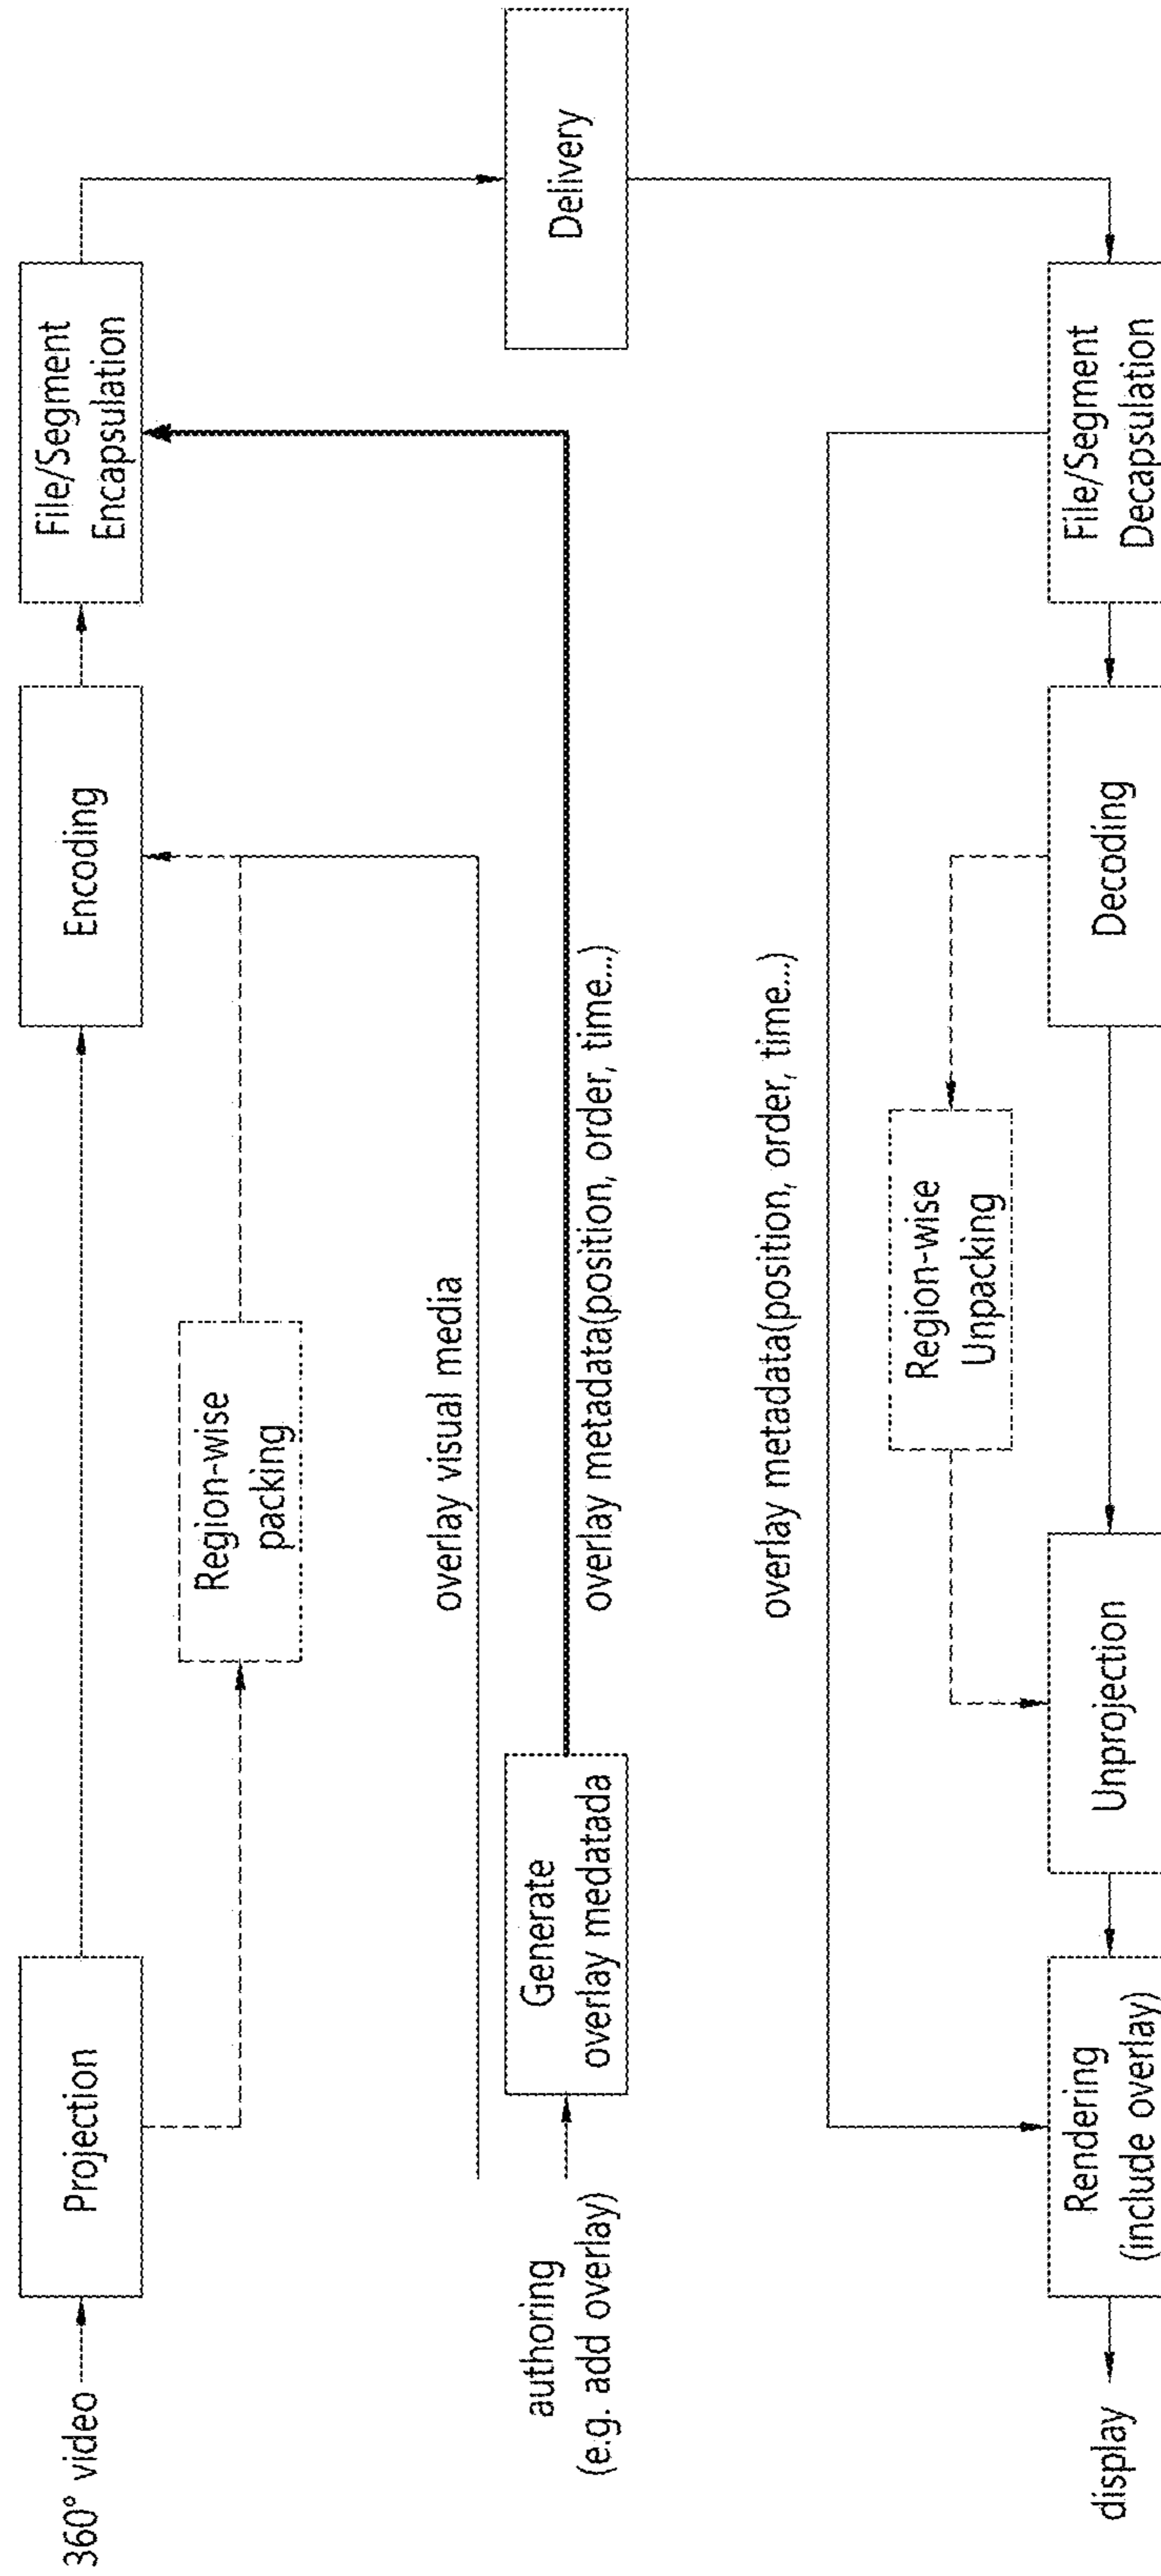 360° video
Projection
Region-wise
packing
Encoding
File/Segment
Encapsulation
overlay visual media
authoring
(e.g. add overlay)
Generate
overlay medatada
overlay metadata(position, order, time...)
Delivery
overlay metadata(position, order, time...)
display
Rendering
(include overlay)
Unprojection
Region-wise
Unpacking
Decoding
File/Segment
Decapsulation